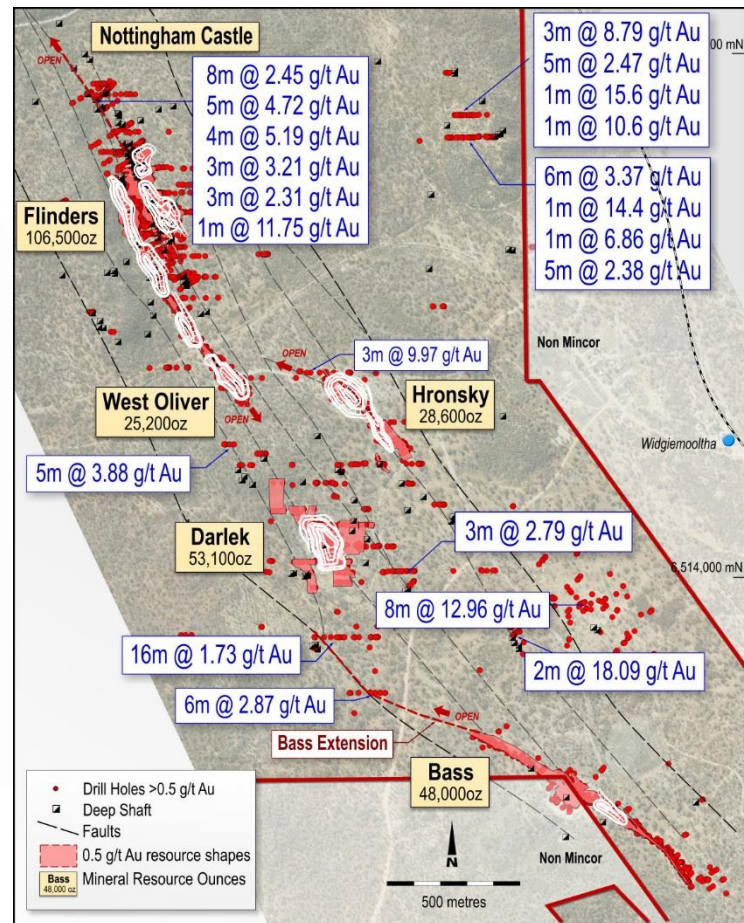 OPEN
Nottingham Castle
8m @ 2.45 g/t Au
5m @ 4.72 g/t Au
4m @ 5.19 g/t Au
3m @ 3.21 g/t Au
3m @ 2.31 g/t Au
1m @ 11.75 g/t Au
3m @ 8.79 g/t Au
5m @ 2.47 g/t Au
1m @ 15.6 g/t Au
1m @ 10.6 g/t Au
00 mN
6m @ 3.37 g/t Au
1m @ 14.4 g/t Au
1m @ 6.86 g/t Au
5m @ 2.38 g/t Au
Flinders
106,500oz
Non Mincor
OPEN
3m @ 9.97 g/t Au
West Oliver
25,200oz
OPEN
Hronsky
28,600oz
Widgiemooltha
5m @ 3.88 g/t Au
Darlek
53,100oz
3m @ 2.79 g/t Au
6,514,000 mN
8m @ 12.96 g/t Au
16m @ 1.73 g/t Au
2m @ 18.09 g/t Au
6m @ 2.87 g/t Au
OPEN
Bass Extension
Bass
48,000oz
Drill Holes >0.5 g/t Au
Deep Shaft
Faults
0.5 g/t Au resource shapes
Bass
48,000 oz
Mineral Resource Ounces
N
500 metres
Non Mincor